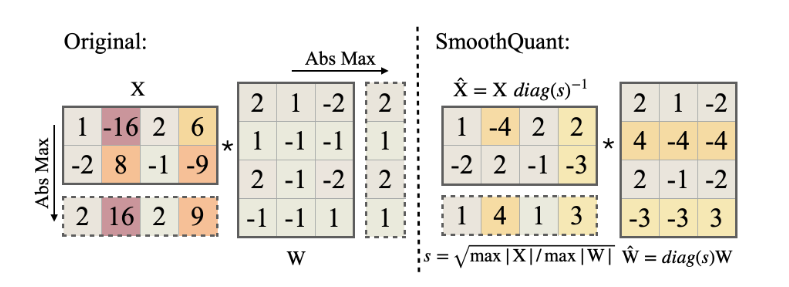 Original:
Abs Max
X
1 -16 2 6
-2 8 -1 -9
Abs Max
2 16 2 9
*
2 1 -2
1 -1 -1
2 -1 -2
-1 -1 1
W
2
1
2
1
SmoothQuant:
X̂ = X diag(s)⁻¹
1 -4 2 2
-2 2 -1 -3
1 4 1 3
s = √max |X| / max |W|
*
2 1 -2
4 -4 -4
2 -1 -2
-3 -3 3
Ŵ = diag(s)W